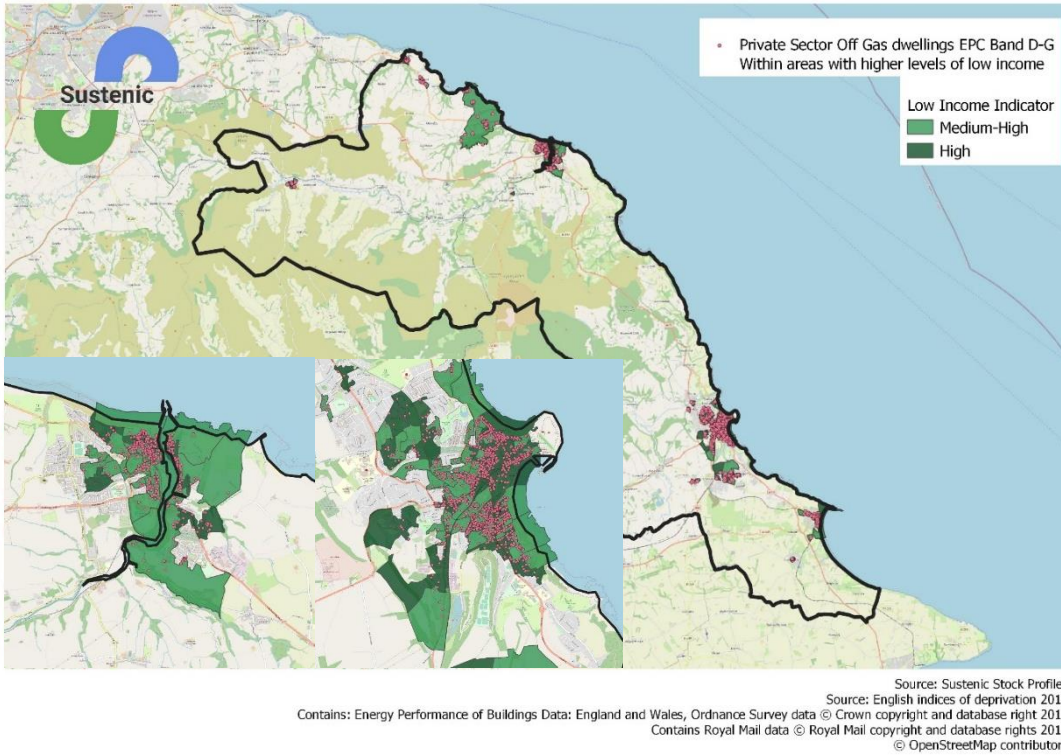 Sustenic
Private Sector Off Gas dwellings EPC Band D-G
Within areas with higher levels of low income
Low Income Indicator
Medium-High
High
Source: Sustenic Stock Profile
Source: English indices of deprivation 201
Contains: Energy Performance of Buildings Data: England and Wales, Ordnance Survey data © Crown copyright and database right 201
Contains Royal Mail data © Royal Mail copyright and database rights 201
© OpenStreetMap contributo